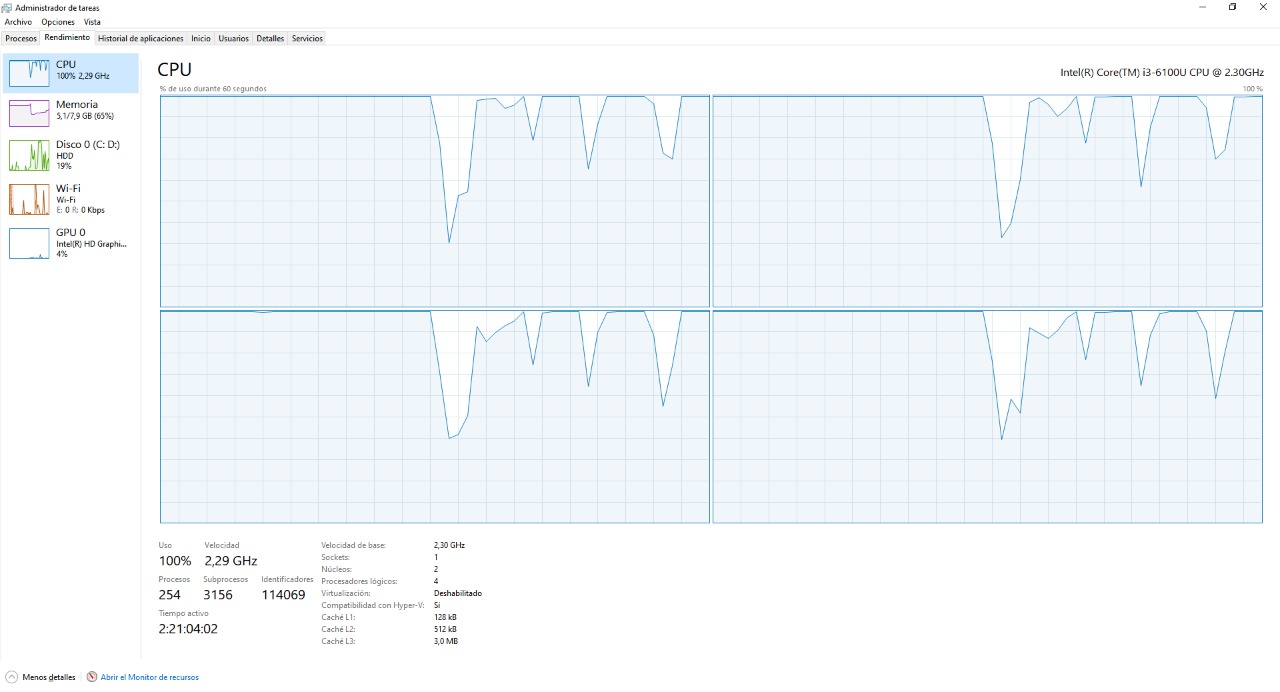 Administrador de tareas
Archivo Opciones Vista
Procesos Rendimiento Historial de aplicaciones Inicio Usuarios Detalles Servicios
CPU
100% 2,29 GHz
Memoria
5,1/7,9 GB (65%)
Disco 0 (C: D:)
HDD
19%
Wi-Fi
Wi-Fi
E: 0 R: 0 Kbps
GPU 0
Intel(R) HD Graphi...
4%
CPU
Intel(R) Core(TM) i3-6100U CPU @ 2.30GHz
% de uso durante 60 segundos
100 %
Uso
Velocidad
100%
2,29 GHz
Procesos
Subprocesos
Identificadores
254
3156
114069
Tiempo activo
2:21:04:02
Velocidad de base: 2,30 GHz
Sockets: 1
Núcleos: 2
Procesadores lógicos: 4
Virtualización: Deshabilitado
Compatibilidad con Hyper-V: Sí
Caché L1: 128 kB
Caché L2: 512 kB
Caché L3: 3,0 MB
Menos detalles
Abrir el Monitor de recursos